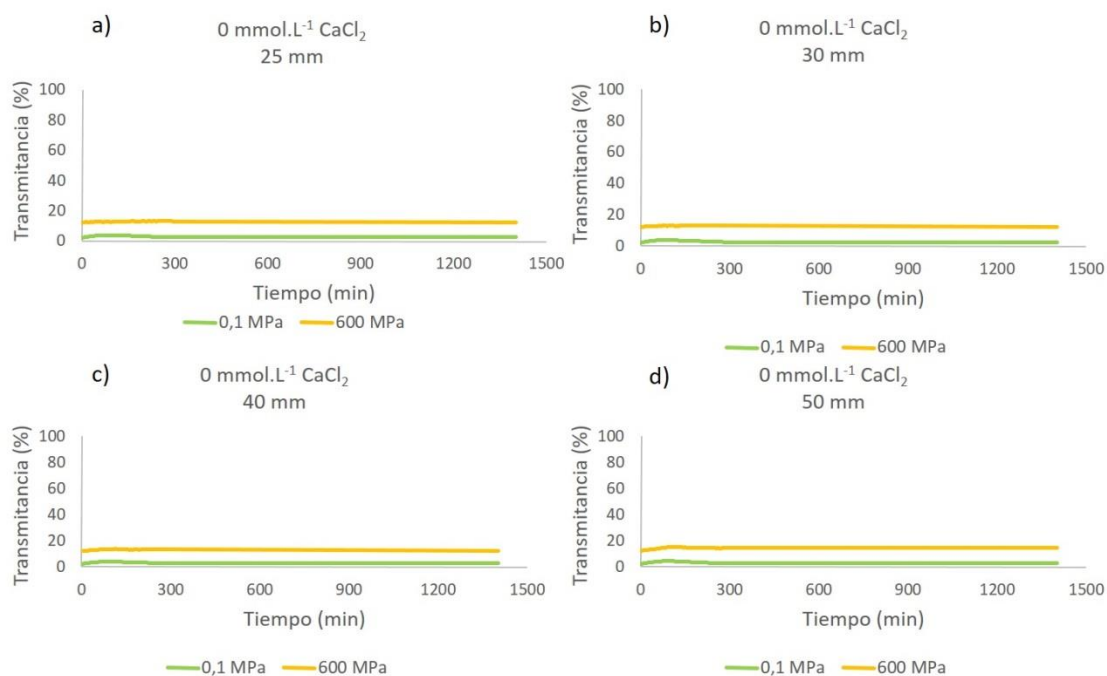 a)
0 mmol.L⁻¹ CaCl₂
25 mm
Transmitancia (%)
100
80
60
40
20
0
0 300 600 900 1200 1500
Tiempo (min)
0,1 MPa 600 MPa
b)
0 mmol.L⁻¹ CaCl₂
30 mm
Transmitancia (%)
100
80
60
40
20
0
0 300 600 900 1200 1500
Tiempo (min)
0,1 MPa 600 MPa
c)
0 mmol.L⁻¹ CaCl₂
40 mm
Transmitancia (%)
100
80
60
40
20
0
0 300 600 900 1200 1500
Tiempo (min)
0,1 MPa 600 MPa
d)
0 mmol.L⁻¹ CaCl₂
50 mm
Transmitancia (%)
100
80
60
40
20
0
0 300 600 900 1200 1500
Tiempo (min)
0,1 MPa 600 MPa